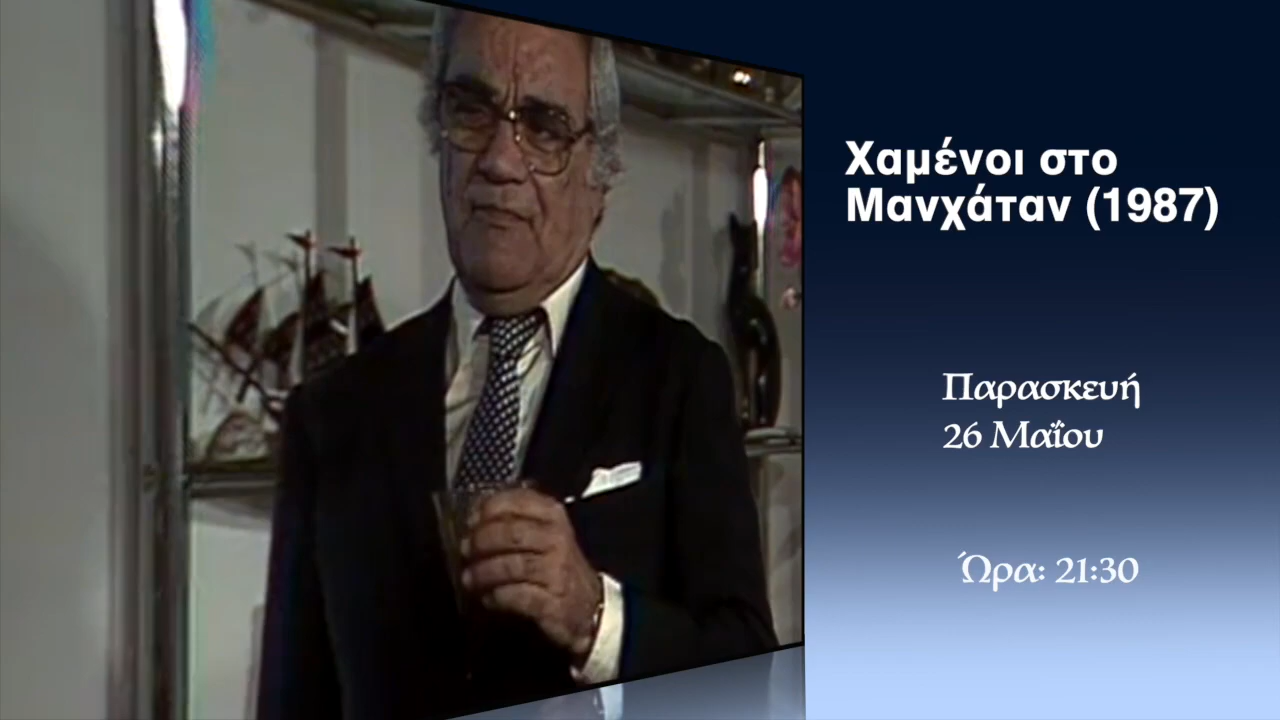 Χαμένοι στο
Μανχάταν (1987)
Παρασκευή
26 Μαΐου
Ώρα: 21:30